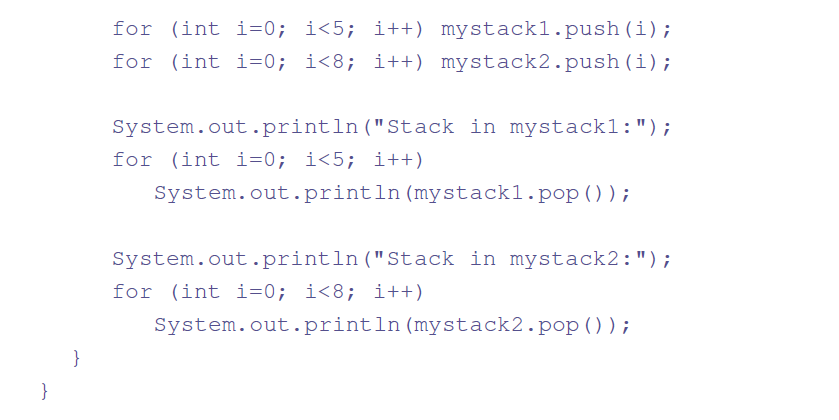 for (int i=0; i<5; i++) mystack1.push(i);
for (int i=0; i<8; i++) mystack2.push(i);
System.out.println("Stack in mystack1:");
for (int i=0; i<5; i++)
System.out.println(mystack1.pop());
System.out.println("Stack in mystack2:");
for (int i=0; i<8; i++)
System.out.println(mystack2.pop());
}
}